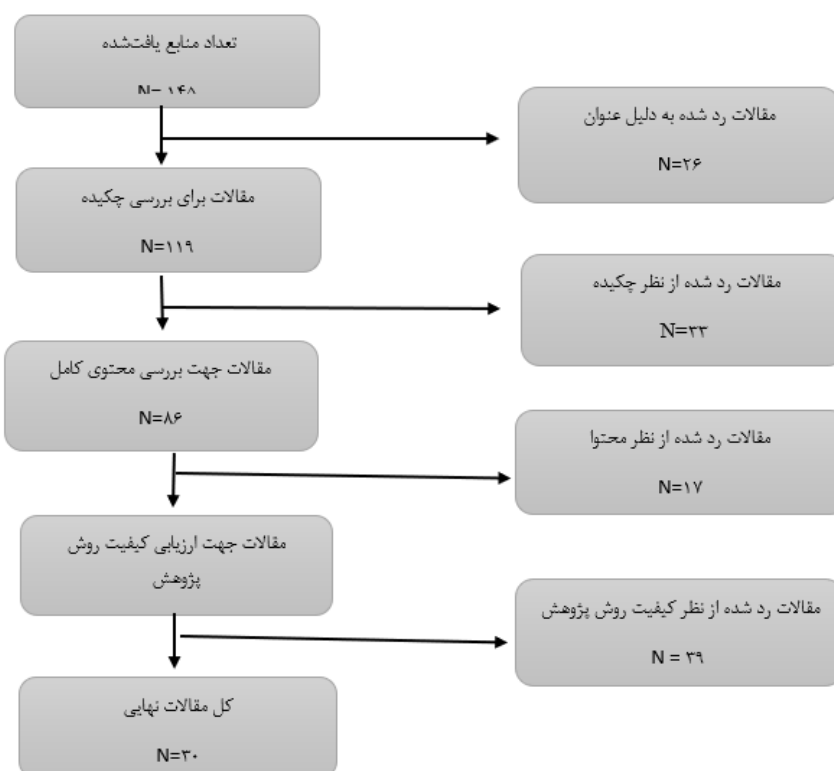 تعداد منابع یافت‌شده
N=
مقالات رد شده به دلیل عنوان
N=۲۶
مقالات برای بررسی چکیده
N=۱۱۹
مقالات رد شده از نظر چکیده
N=۳۳
مقالات جهت بررسی محتوی کامل
N=۸۶
مقالات رد شده از نظر محتوا
N=۱۷
مقالات جهت ارزیابی کیفیت روش
پژوهش
مقالات رد شده از نظر کیفیت روش پژوهش
N = ۳۹
کل مقالات نهایی
N=۳۰